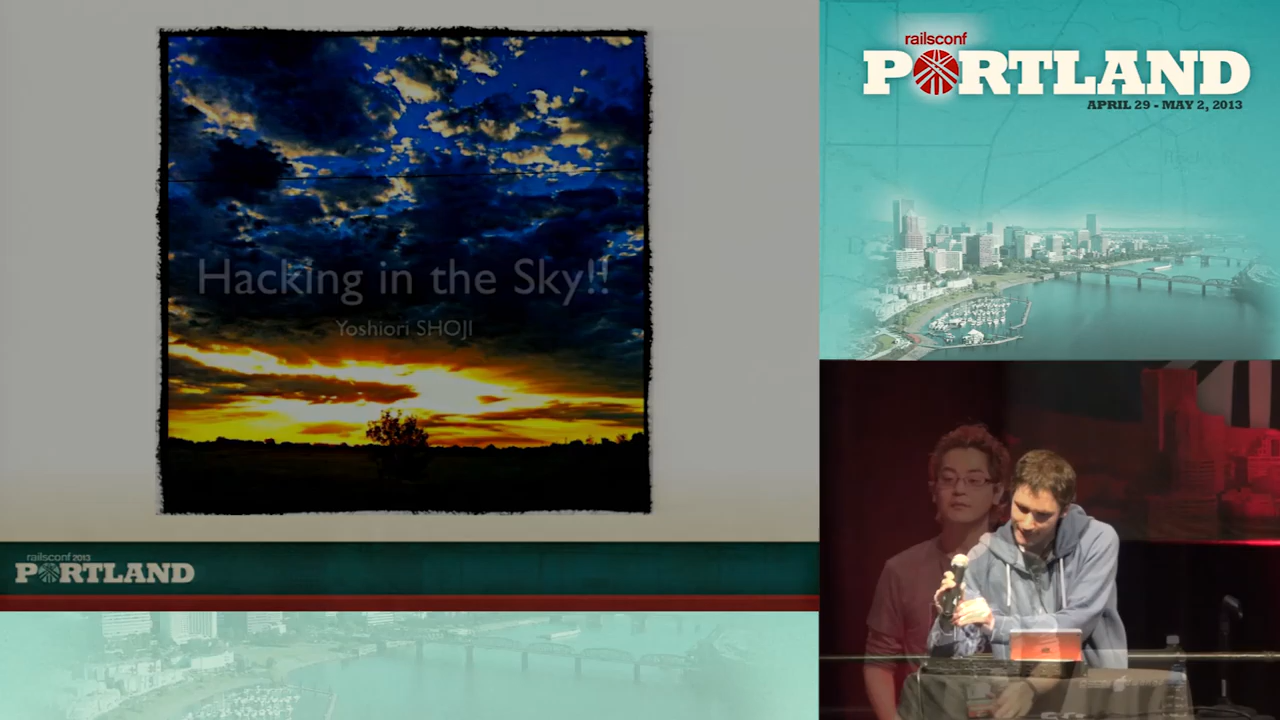 Hacking in the Sky!!
Yoshiori SHOJI
railsconf 2013
PORTLAND
railsconf
PORTLAND
APRIL 29 - MAY 2, 2013